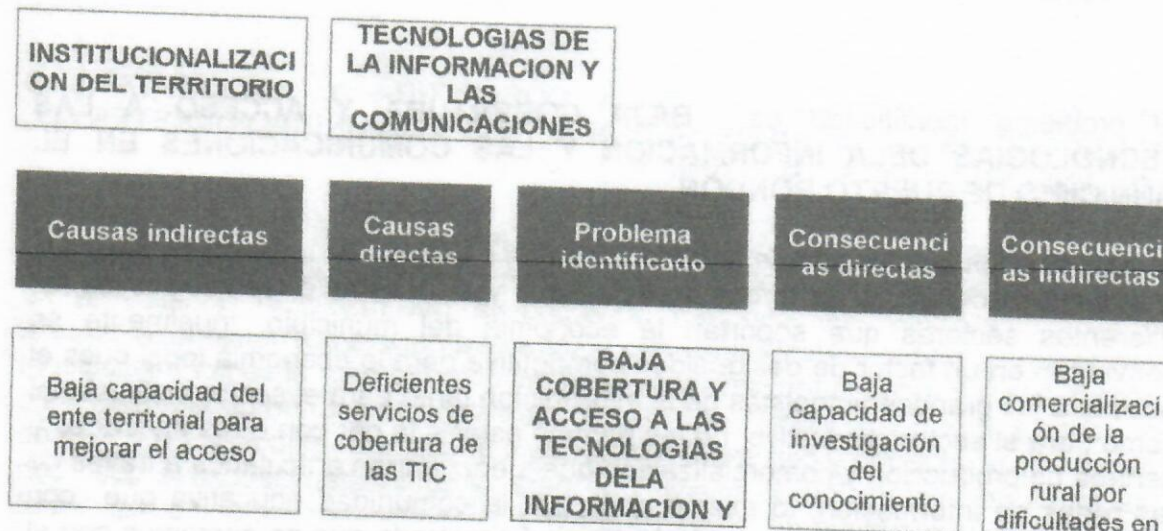 INSTITUCIONALIZACI
ON DEL TERRITORIO
TECNOLOGIAS DE
LA INFORMACION Y
LAS
COMUNICACIONES
Causas indirectas
Causas
directas
Problema
identificado
Consecuenci
as directas
Consecuenci
as indirectas
Baja capacidad del
ente territorial para
mejorar el acceso
Deficientes
servicios de
cobertura de
las TIC
BAJA
COBERTURA Y
ACCESO A LAS
TECNOLOGIAS
DELA
INFORMACION Y
Baja
capacidad de
investigación
del
conocimiento
Baja
comercializaci
ón de la
producción
rural por
dificultades en